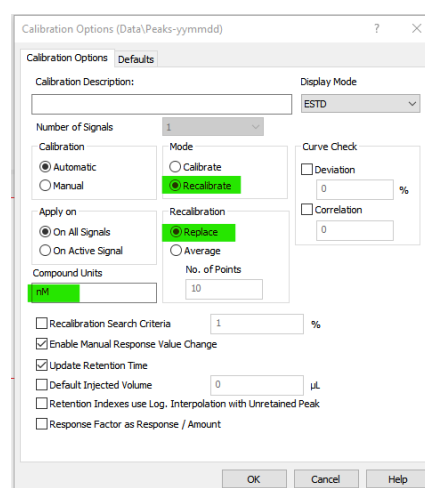 Calibration Options (Data\Peaks-yymmdd) ? ×
Calibration Options Defaults
Calibration Description: Display Mode
ESTD
Number of Signals 1
Calibration Mode Curve Check
Automatic Calibrate Deviation
Manual Recalibrate 0 %
Apply on Recalibration Correlation
On All Signals Replace 0
On Active Signal Average
Compound Units No. of Points
nM 10
Recalibration Search Criteria 1 %
Enable Manual Response Value Change
Update Retention Time
Default Injected Volume 0 µL
Retention Indexes use Log. Interpolation with Unretained Peak
Response Factor as Response / Amount
OK Cancel Help